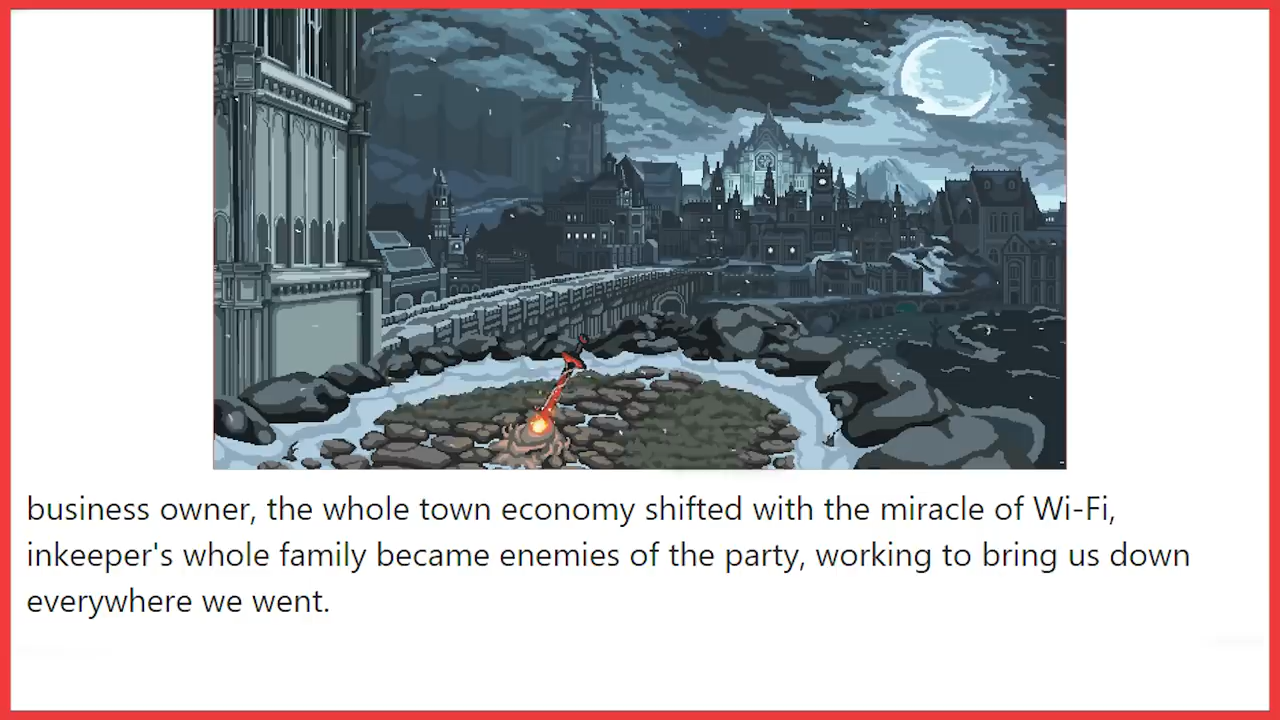 business owner, the whole town economy shifted with the miracle of Wi-Fi,
inkeeper's whole family became enemies of the party, working to bring us down
everywhere we went.